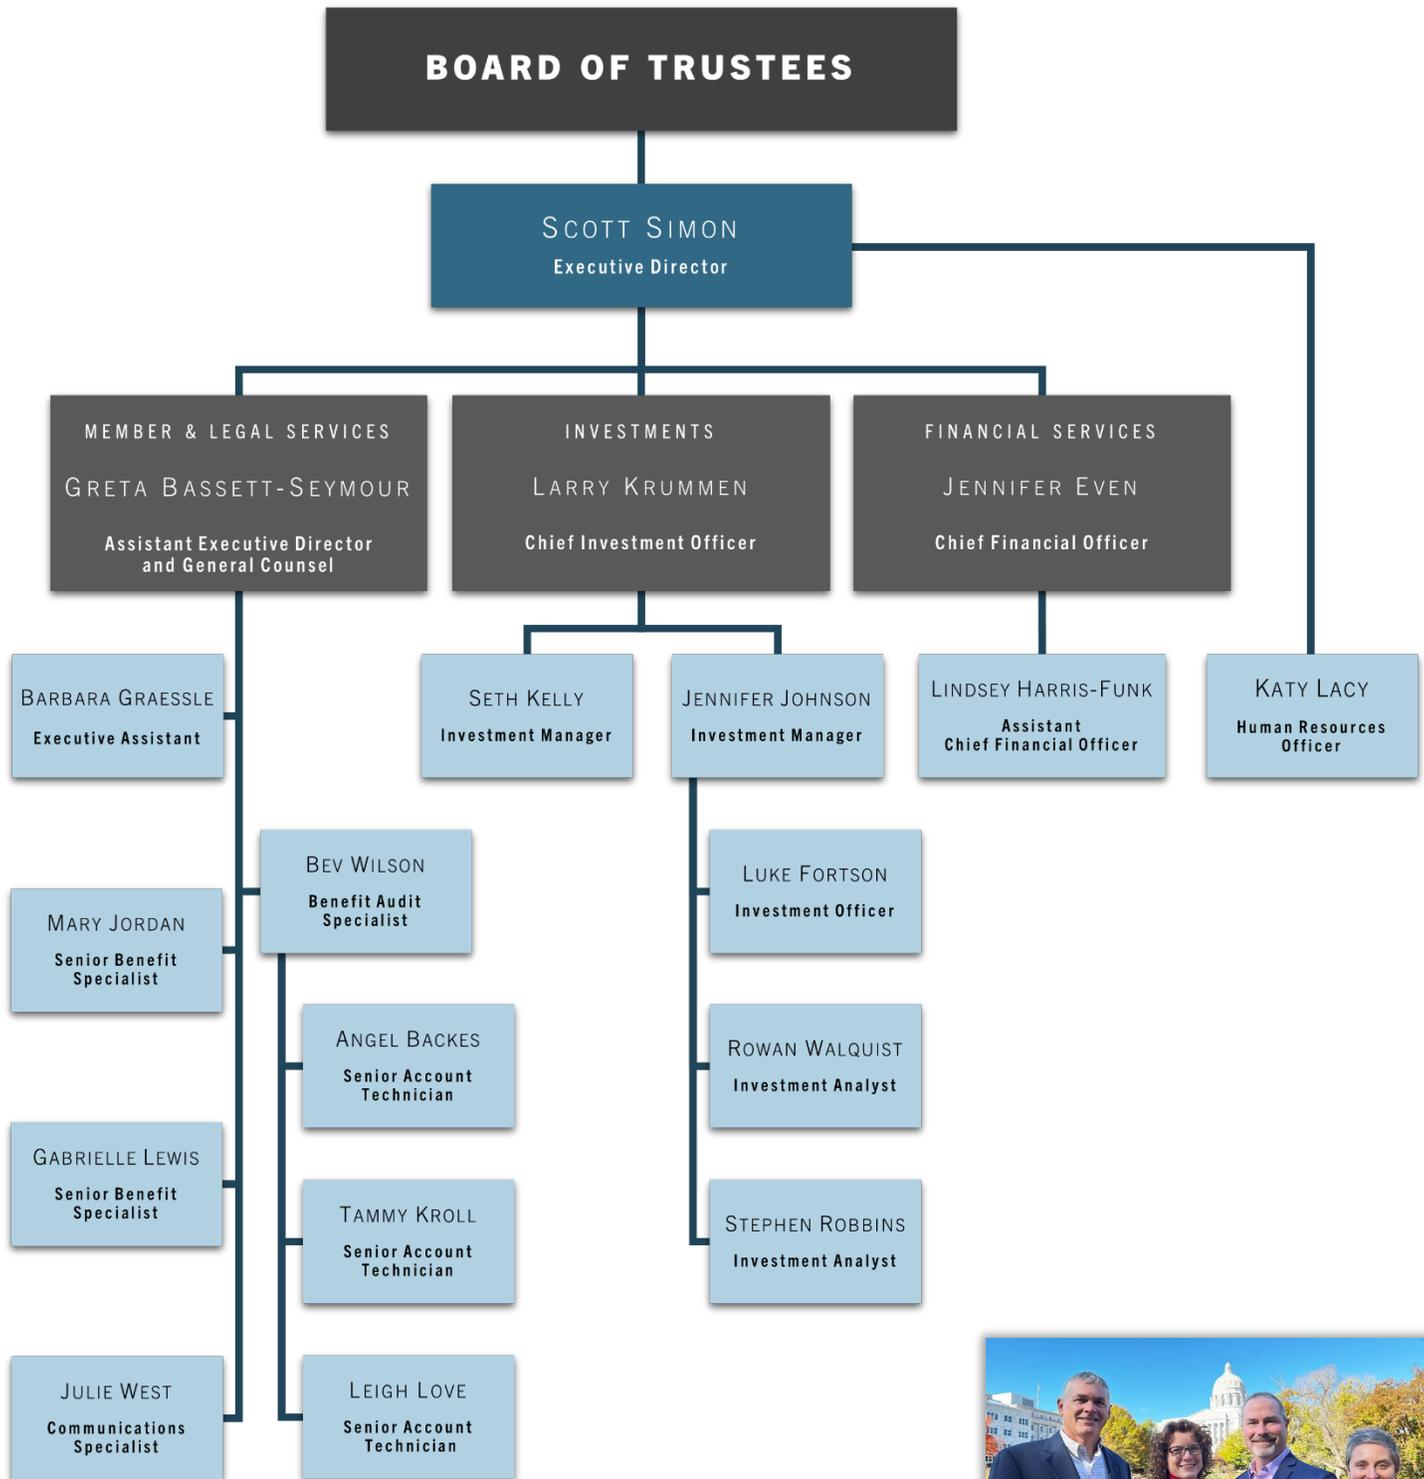 BOARD OF TRUSTEES
SCOTT SIMON
Executive Director
MEMBER & LEGAL SERVICES
GRETA BASSETT-SEYMOUR
Assistant Executive Director
and General Counsel
INVESTMENTS
LARRY KRUMMEN
Chief Investment Officer
FINANCIAL SERVICES
JENNIFER EVEN
Chief Financial Officer
BARBARA GRAESSLE
Executive Assistant
SETH KELLY
Investment Manager
JENNIFER JOHNSON
Investment Manager
LINDSEY HARRIS-FUNK
Assistant
Chief Financial Officer
KATY LACY
Human Resources
Officer
BEV WILSON
Benefit Audit
Specialist
LUKE FORTSON
Investment Officer
MARY JORDAN
Senior Benefit
Specialist
ANGEL BACKES
Senior Account
Technician
ROWAN WALQUIST
Investment Analyst
GABRIELLE LEWIS
Senior Benefit
Specialist
TAMMY KROLL
Senior Account
Technician
STEPHEN ROBBINS
Investment Analyst
JULIE WEST
Communications
Specialist
LEIGH LOVE
Senior Account
Technician